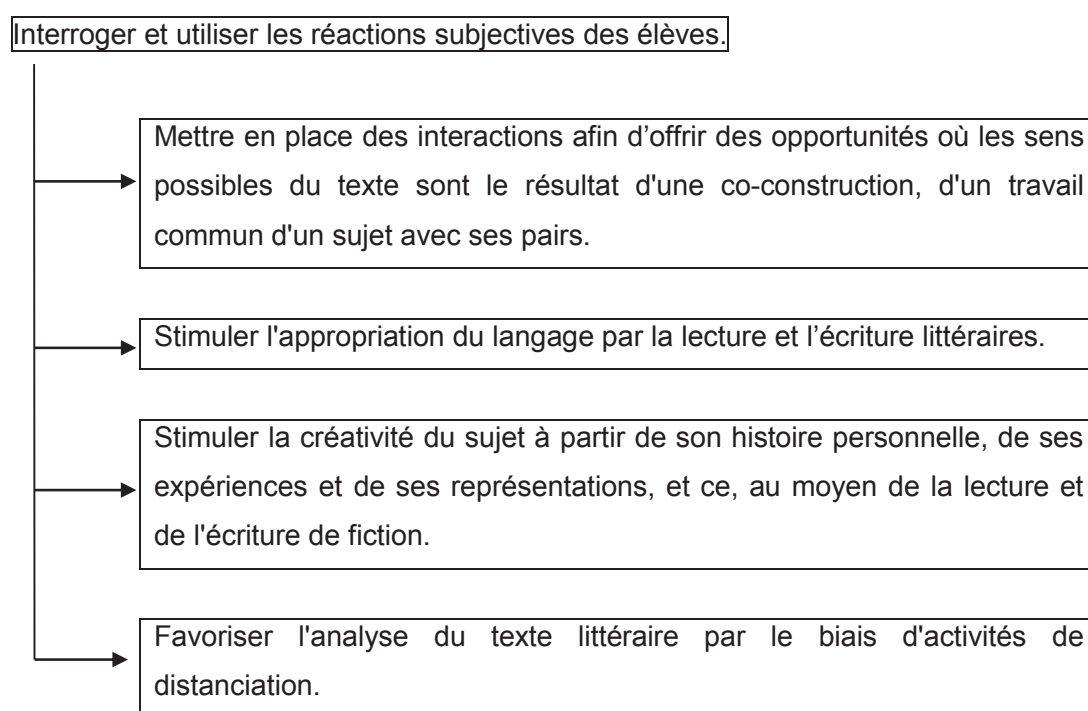 Interroger et utiliser les réactions subjectives des élèves.
Mettre en place des interactions afin d’offrir des opportunités où les sens
possibles du texte sont le résultat d'une co-construction, d'un travail
commun d'un sujet avec ses pairs.
Stimuler l'appropriation du langage par la lecture et l’écriture littéraires.
Stimuler la créativité du sujet à partir de son histoire personnelle, de ses
expériences et de ses représentations, et ce, au moyen de la lecture et
de l'écriture de fiction.
Favoriser l'analyse du texte littéraire par le biais d'activités de
distanciation.